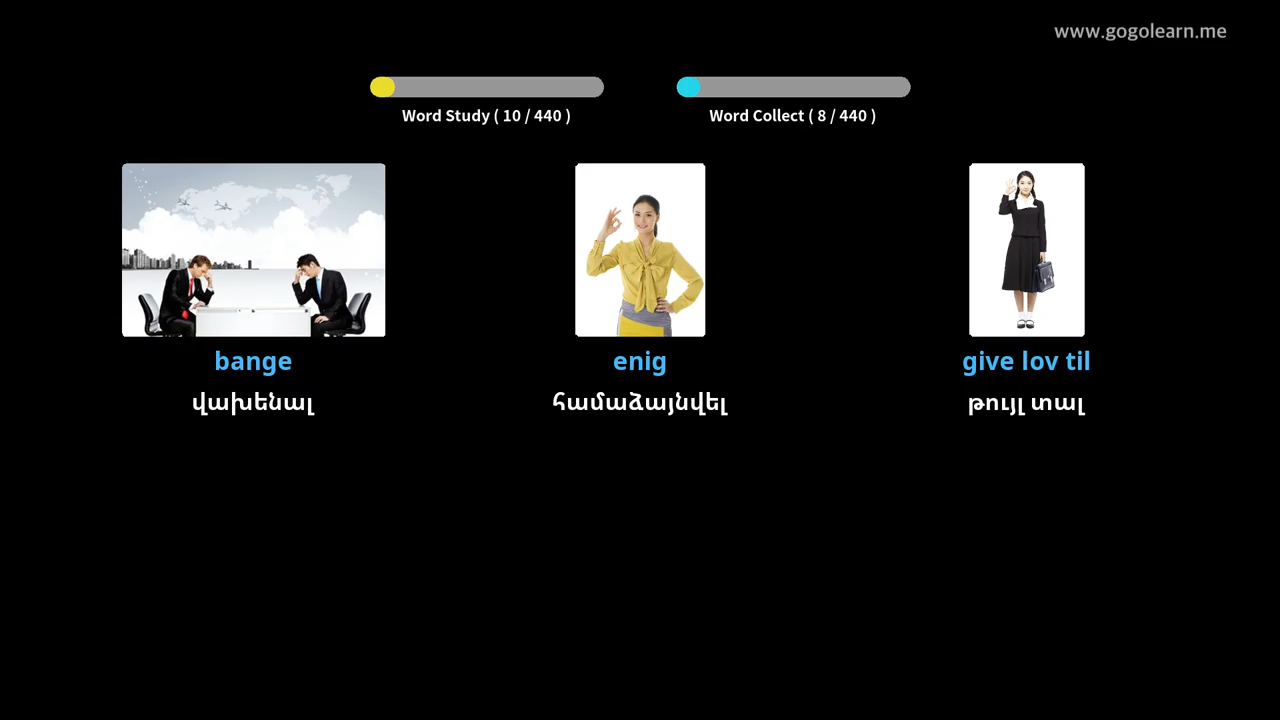 www.gogolearn.me
Word Study ( 10 / 440 )
Word Collect ( 8 / 440 )
bange
enig
give lov til
վախենալ
համաձայնվել
թույլ տալ